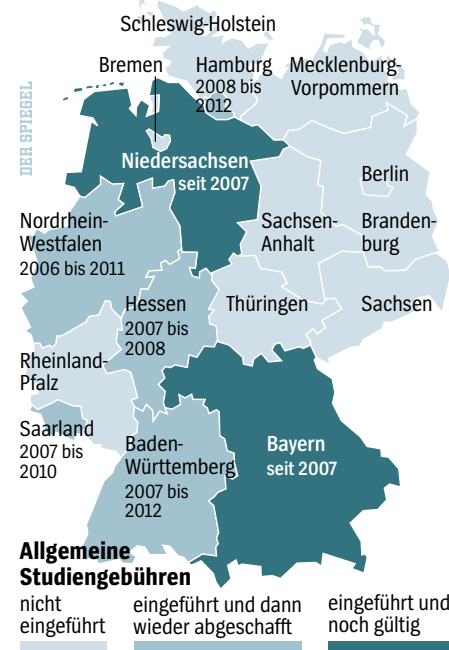 Schleswig-Holstein
Bremen
Hamburg
2008 bis
2012
Mecklenburg-
Vorpommern
DER SPIEGEL
Niedersachsen
seit 2007
Berlin
Nordrhein-
Westfalen
2006 bis 2011
Sachsen-
Anhalt
Branden-
burg
Hessen
2007 bis
2008
Thüringen
Sachsen
Rheinland-
Pfalz
Saarland
2007 bis
2010
Baden-
Württemberg
2007 bis
2012
Bayern
seit 2007
Allgemeine
Studiengebühren
nicht
eingeführt
eingeführt und dann
wieder abgeschafft
eingeführt und
noch gültig